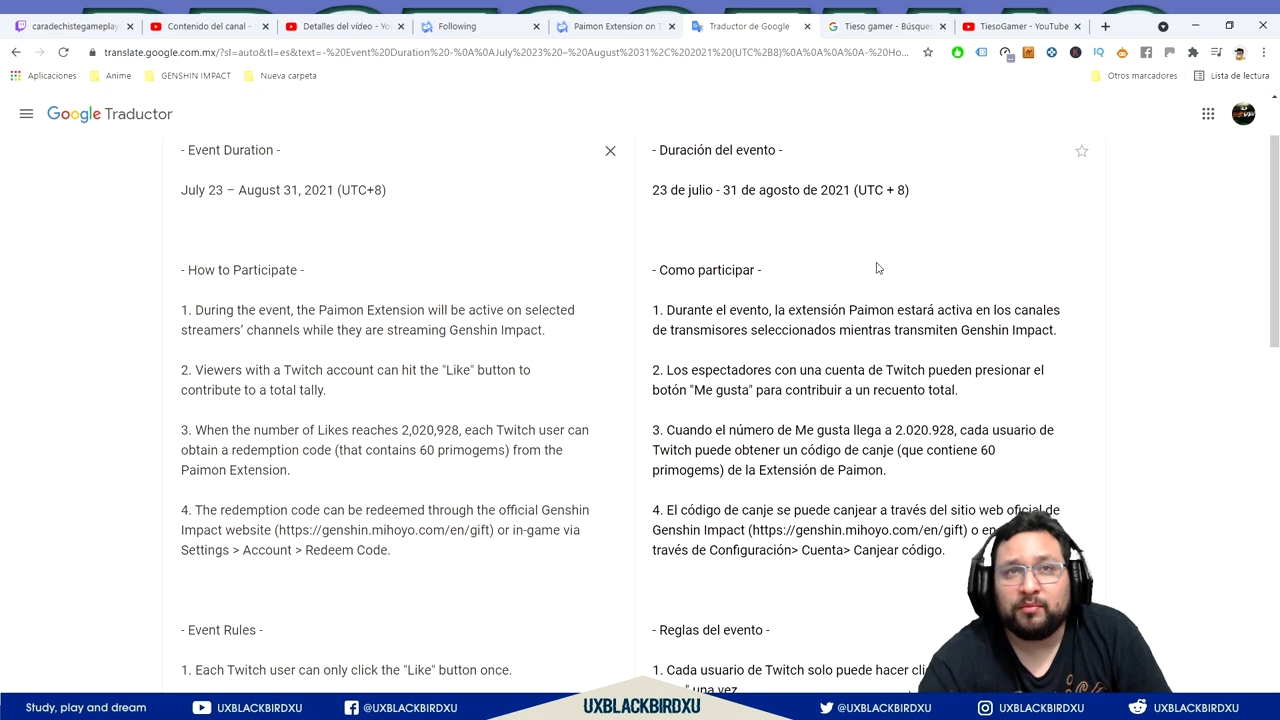 caradechistegameplay
Contenido del canal -
Detalles del vídeo - Yo
Following
Paimon Extension on T
Traductor de Google
Tieso gamer - Búsque
TiesoGamer - YouTube
translate.google.com.mx/?sl=auto&tl=es&text=-%20Event%20Duration%20-%0A%0AJuly%2023%20–%20August%2031%2C%202021%20(UTC%2B8)%0A%0A%0A%0A-%20Ho...
Aplicaciones
Anime
GENSHIN IMPACT
Nueva carpeta
Otros marcadores
Lista de lectura
Google Traductor
- Event Duration -
July 23 – August 31, 2021 (UTC+8)
- How to Participate -
1. During the event, the Paimon Extension will be active on selected
streamers’ channels while they are streaming Genshin Impact.
2. Viewers with a Twitch account can hit the "Like" button to
contribute to a total tally.
3. When the number of Likes reaches 2,020,928, each Twitch user can
obtain a redemption code (that contains 60 primogems) from the
Paimon Extension.
4. The redemption code can be redeemed through the official Genshin
Impact website (https://genshin.mihoyo.com/en/gift) or in-game via
Settings > Account > Redeem Code.
- Event Rules -
1. Each Twitch user can only click the "Like" button once.
- Duración del evento -
23 de julio - 31 de agosto de 2021 (UTC + 8)
- Como participar -
1. Durante el evento, la extensión Paimon estará activa en los canales
de transmisores seleccionados mientras transmiten Genshin Impact.
2. Los espectadores con una cuenta de Twitch pueden presionar el
botón "Me gusta" para contribuir a un recuento total.
3. Cuando el número de Me gusta llega a 2.020.928, cada usuario de
Twitch puede obtener un código de canje (que contiene 60
primogems) de la Extensión de Paimon.
4. El código de canje se puede canjear a través del sitio web oficial de
Genshin Impact (https://genshin.mihoyo.com/en/gift) o en
través de Configuración> Cuenta> Canjear código.
- Reglas del evento -
1. Cada usuario de Twitch solo puede hacer cli
una vez
Study, play and dream
UXBLACKBIRDXU
@UXBLACKBIRDXU
UXBLACKBIRDXU
@UXBLACKBIRDXU
UXBLACKBIRDXU
UXBLACKBIRDXU